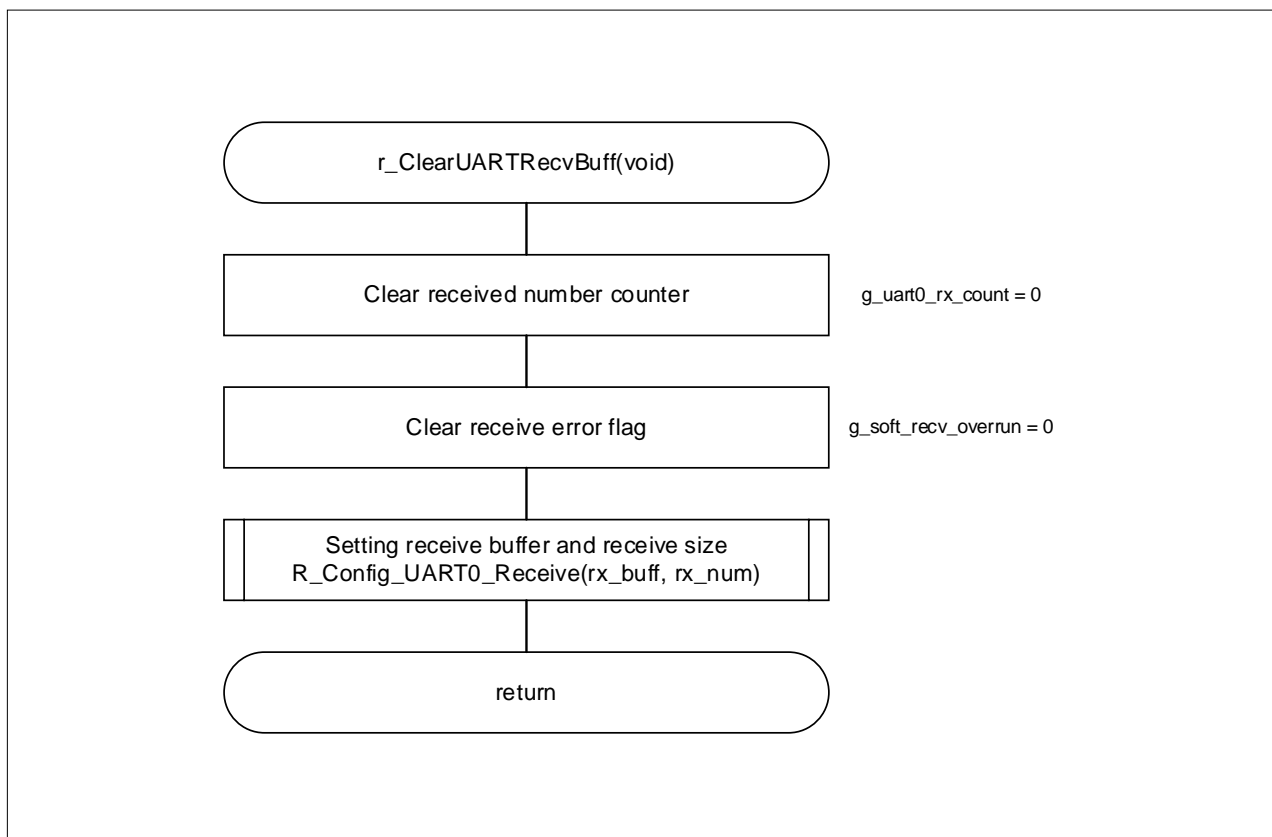 r_ClearUARTRecvBuff(void)
Clear received number counter
g_uart0_rx_count = 0
Clear receive error flag
g_soft_recv_overrun = 0
Setting receive buffer and receive size
R_Config_UART0_Receive(rx_buff, rx_num)
return